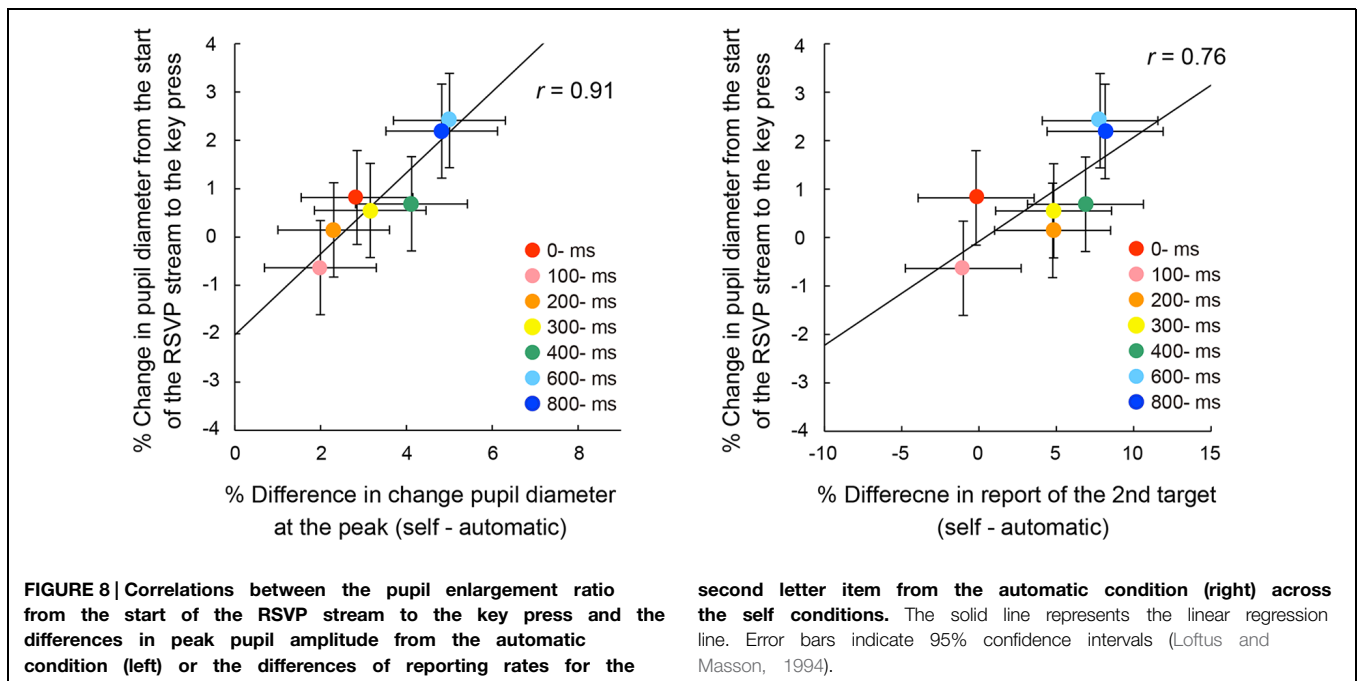 % Change in pupil diameter from the start
of the RSVP stream to the key press
4
3
2
1
0
-1
-2
-3
-4
r = 0.91
0- ms
100- ms
200- ms
300- ms
400- ms
600- ms
800- ms
0
2
4
6
8
% Difference in change pupil diameter
at the peak (self - automatic)
% Change in pupil diameter from the start
of the RSVP stream to the key press
4
3
2
1
0
-1
-2
-3
-4
r = 0.76
0- ms
100- ms
200- ms
300- ms
400- ms
600- ms
800- ms
-10
-5
0
5
10
15
% Differecne in report of the 2nd target
(self - automatic)
FIGURE 8 | Correlations between the pupil enlargement ratio
from the start of the RSVP stream to the key press and the
differences in peak pupil amplitude from the automatic
condition (left) or the differences of reporting rates for the
second letter item from the automatic condition (right) across
the self conditions. The solid line represents the linear regression
line. Error bars indicate 95% confidence intervals (Loftus and
Masson, 1994).